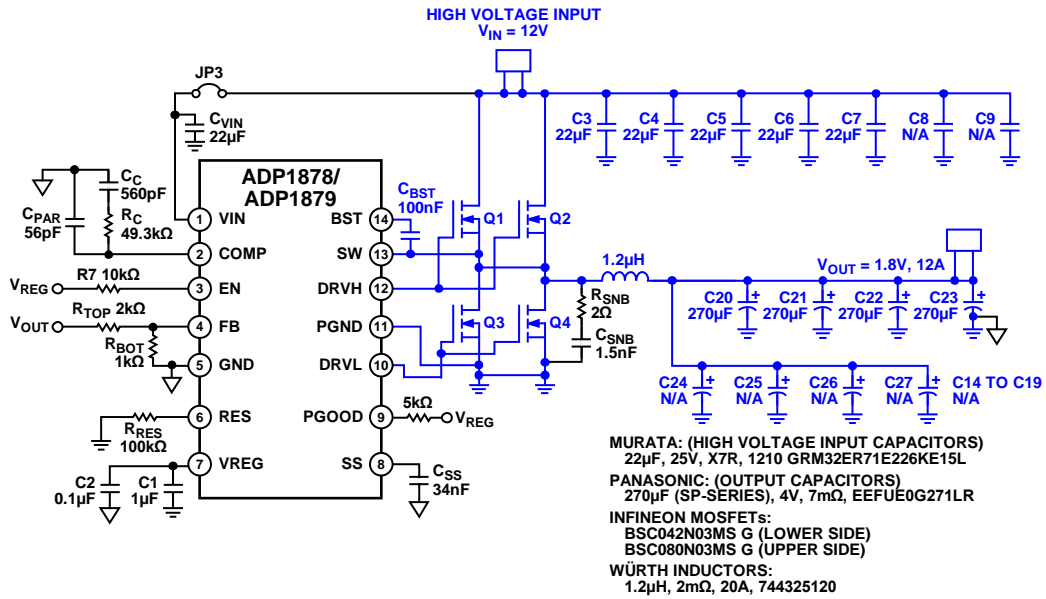 HIGH VOLTAGE INPUT
VIN = 12V
JP3
CVIN
22µF
C3
22µF
C4
22µF
C5
22µF
C6
22µF
C7
22µF
C8
N/A
C9
N/A
ADP1878/
ADP1879
CC
560pF
CPAR
56pF
RC
49.3kΩ
CBST
100nF
1 VIN
2 COMP
3 EN
4 FB
5 GND
6 RES
7 VREG
BST 14
SW 13
DRVH 12
PGND 11
DRVL 10
PGOOD 9
SS 8
VREG
R7 10kΩ
VOUT
RTOP 2kΩ
RBOT
1kΩ
RRES
100kΩ
C2
0.1µF
C1
1µF
Q1
Q2
Q3
Q4
1.2µH
RSNB
2Ω
CSNB
1.5nF
VOUT = 1.8V, 12A
C20
270µF
+
C21
270µF
+
C22
270µF
+
C23
270µF
+
C24
N/A
+
C25
N/A
+
C26
N/A
+
C27
N/A
+
C14 TO C19
N/A
5kΩ
VREG
CSS
34nF
MURATA: (HIGH VOLTAGE INPUT CAPACITORS)
22µF, 25V, X7R, 1210 GRM32ER71E226KE15L
PANASONIC: (OUTPUT CAPACITORS)
270µF (SP-SERIES), 4V, 7mΩ, EEFUE0G271LR
INFINEON MOSFETs:
BSC042N03MS G (LOWER SIDE)
BSC080N03MS G (UPPER SIDE)
WÜRTH INDUCTORS:
1.2µH, 2mΩ, 20A, 744325120